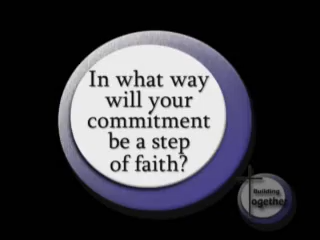 In what way
will your
commitment
be a step
of faith?
Building
Together